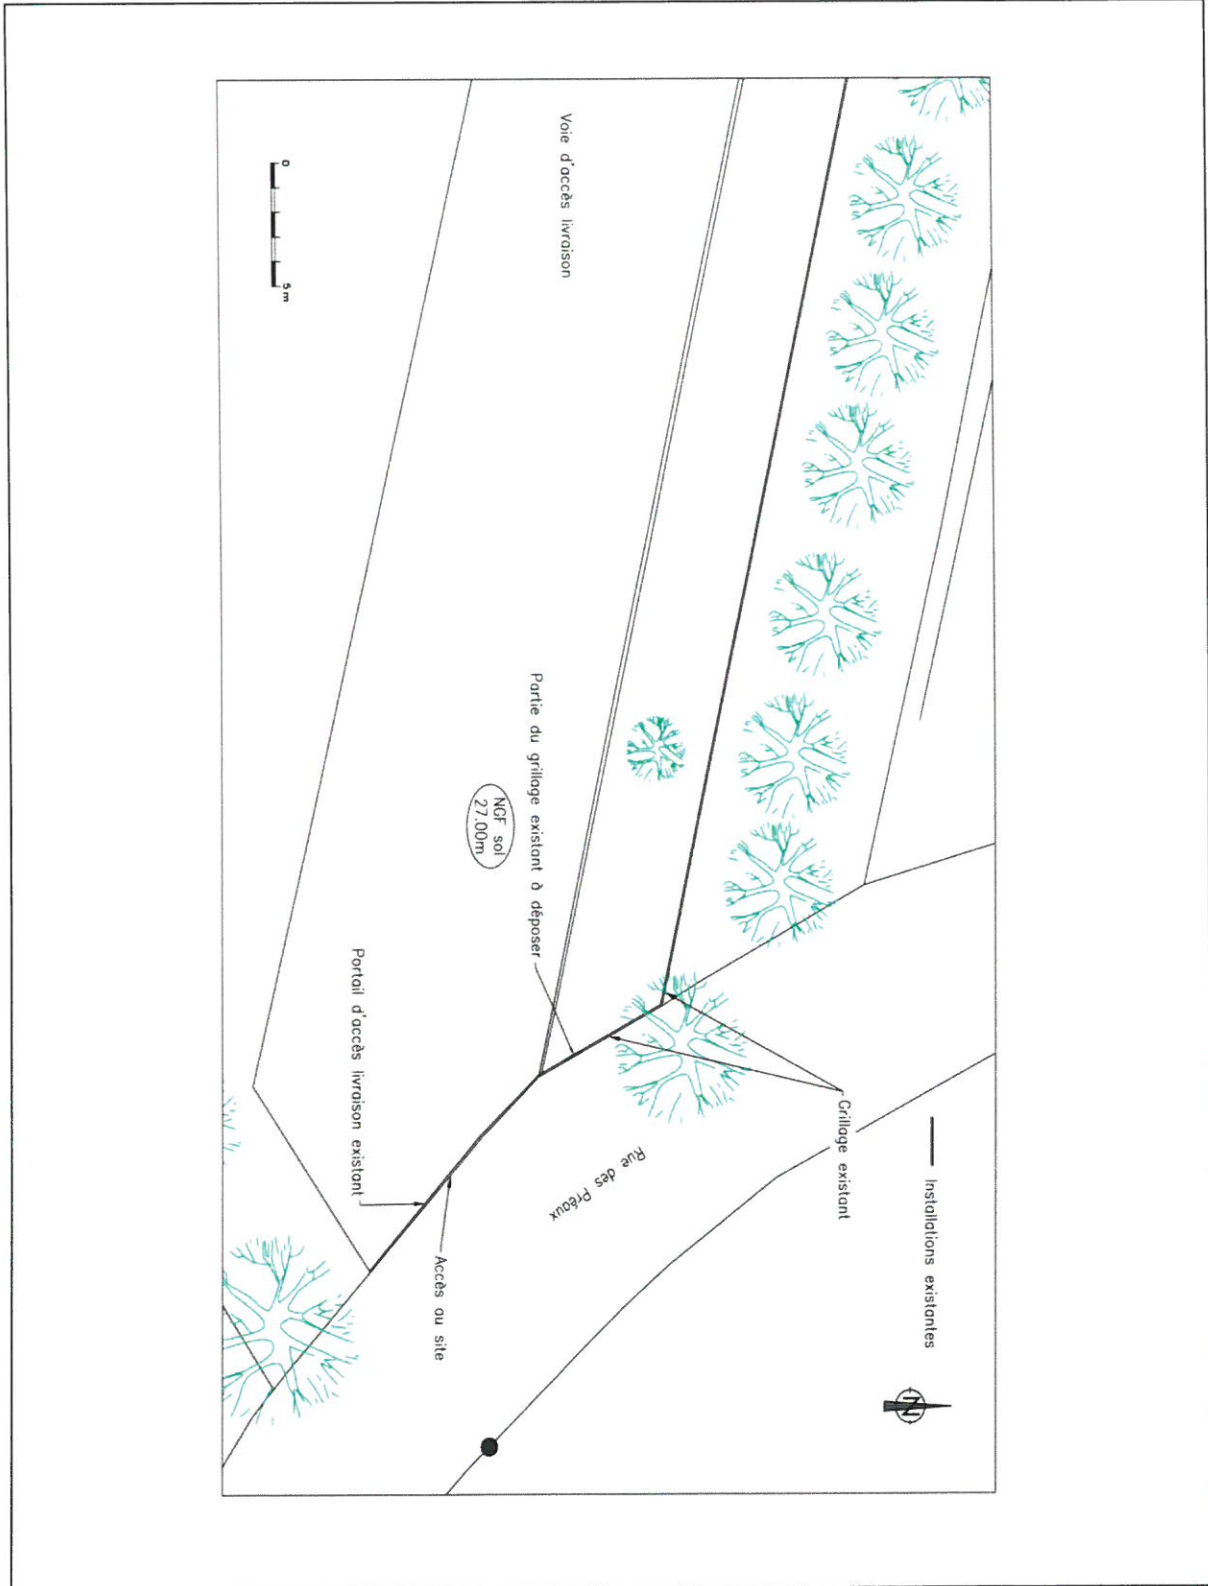 Installations existantes
N
Grillage existant
Rue des Préaux
Partie du grillage existant à déposer
Voie d'accès livraison
NGF sol
27.00m
Accès au site
Portail d'accès livraison existant
0
5m